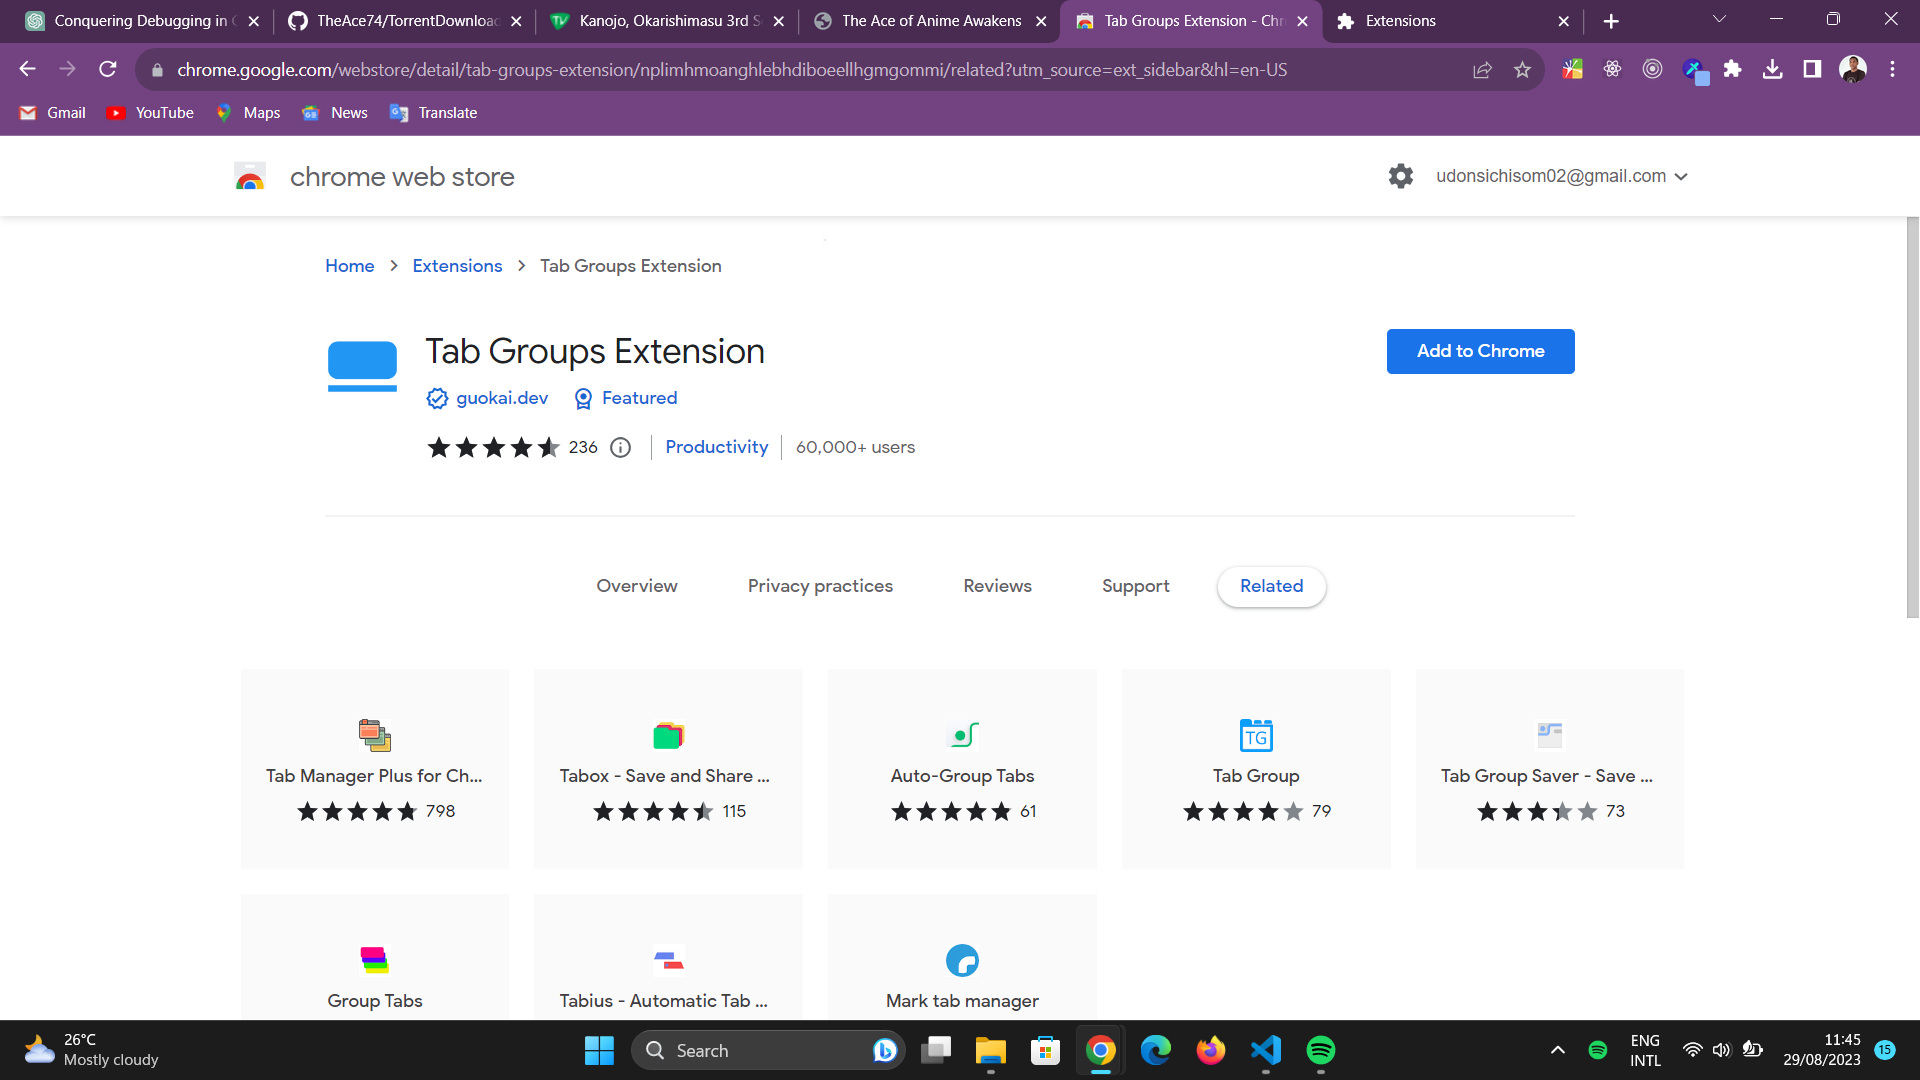 Conquering Debugging in
TheAce74/TorrentDownload
Kanojo, Okarishimasu 3rd
The Ace of Anime Awakens
Tab Groups Extension - Chr
Extensions
chrome.google.com/webstore/detail/tab-groups-extension/nplimhmoanghlebhdiboeellhgmgommi/related?utm_source=ext_sidebar&hl=en-US
Gmail
YouTube
Maps
News
Translate
chrome web store
udonsichisom02@gmail.com
Home
Extensions
Tab Groups Extension
Tab Groups Extension
Add to Chrome
guokai.dev
Featured
236
Productivity
60,000+ users
Overview
Privacy practices
Reviews
Support
Related
Tab Manager Plus for Ch...
798
Tabox - Save and Share ...
115
Auto-Group Tabs
61
TG
Tab Group
79
Tab Group Saver - Save ...
73
Group Tabs
Tabius - Automatic Tab ...
Mark tab manager
26°C
Mostly cloudy
Search
ENG
INTL
11:45
29/08/2023
15